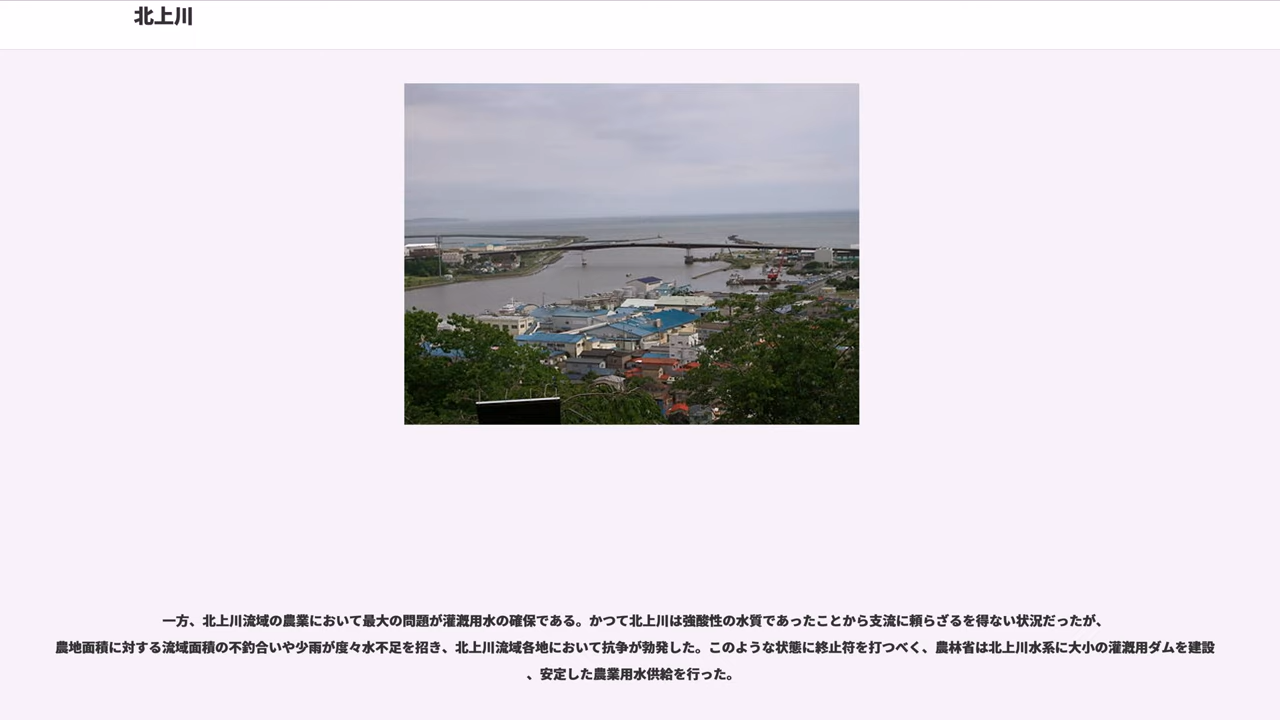 北上川
一方、北上川流域の農業において最大の問題が灌漑用水の確保である。かつて北上川は強酸性の水質であったことから支流に頼らざるを得ない状況だったが、
農地面積に対する流域面積の不釣合いや少雨が度々水不足を招き、北上川流域各地において抗争が勃発した。このような状態に終止符を打つべく、農林省は北上川水系に大小の灌漑用ダムを建設
、安定した農業用水供給を行った。